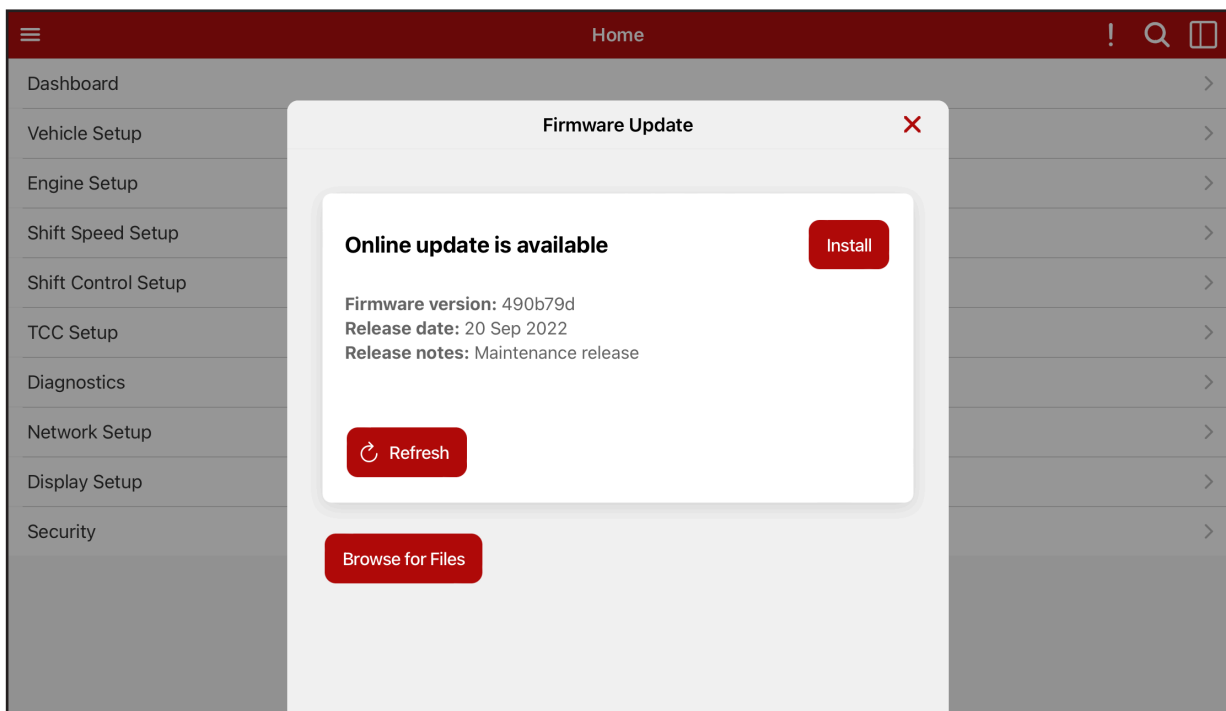 Home
Dashboard
Vehicle Setup
Engine Setup
Shift Speed Setup
Shift Control Setup
TCC Setup
Diagnostics
Network Setup
Display Setup
Security
Firmware Update
Online update is available
Install
Firmware version: 490b79d
Release date: 20 Sep 2022
Release notes: Maintenance release
Refresh
Browse for Files